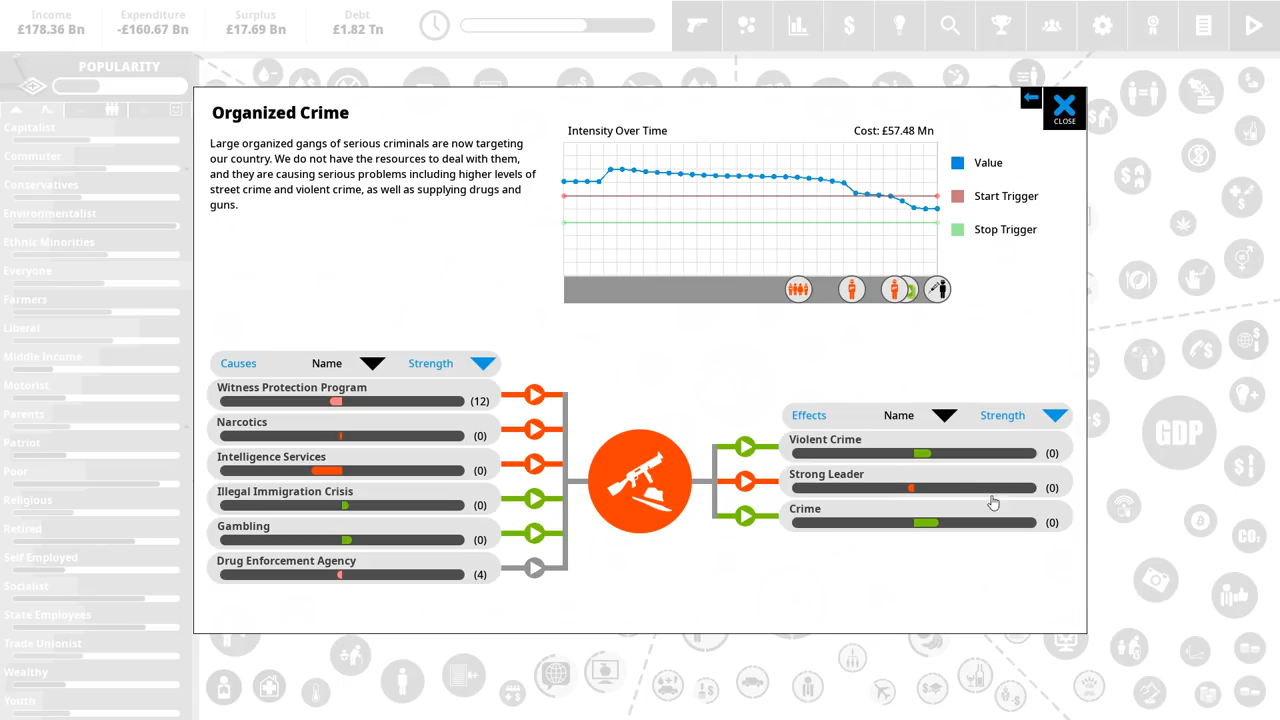 Income
£178.36 Bn
Expenditure
-£160.67 Bn
Surplus
£17.69 Bn
Debt
£1.82 Tn
POPULARITY
Capitalist
Commuter
Conservatives
Environmentalist
Ethnic Minorities
Everyone
Farmers
Liberal
Middle Income
Motorist
Parents
Patriot
Poor
Religious
Retired
Self Employed
Socialist
State Employees
Trade Unionist
Wealthy
Youth
Organized Crime
Large organized gangs of serious criminals are now targeting
our country. We do not have the resources to deal with them,
and they are causing serious problems including higher levels of
street crime and violent crime, as well as supplying drugs and
guns.
Intensity Over Time
Cost: £57.48 Mn
CLOSE
Value
Start Trigger
Stop Trigger
Causes Name Strength
Witness Protection Program
(12)
Narcotics
(0)
Intelligence Services
(0)
Illegal Immigration Crisis
(0)
Gambling
(0)
Drug Enforcement Agency
(4)
Effects Name Strength
Violent Crime
(0)
Strong Leader
(0)
Crime
(0)
GDP
CO₂